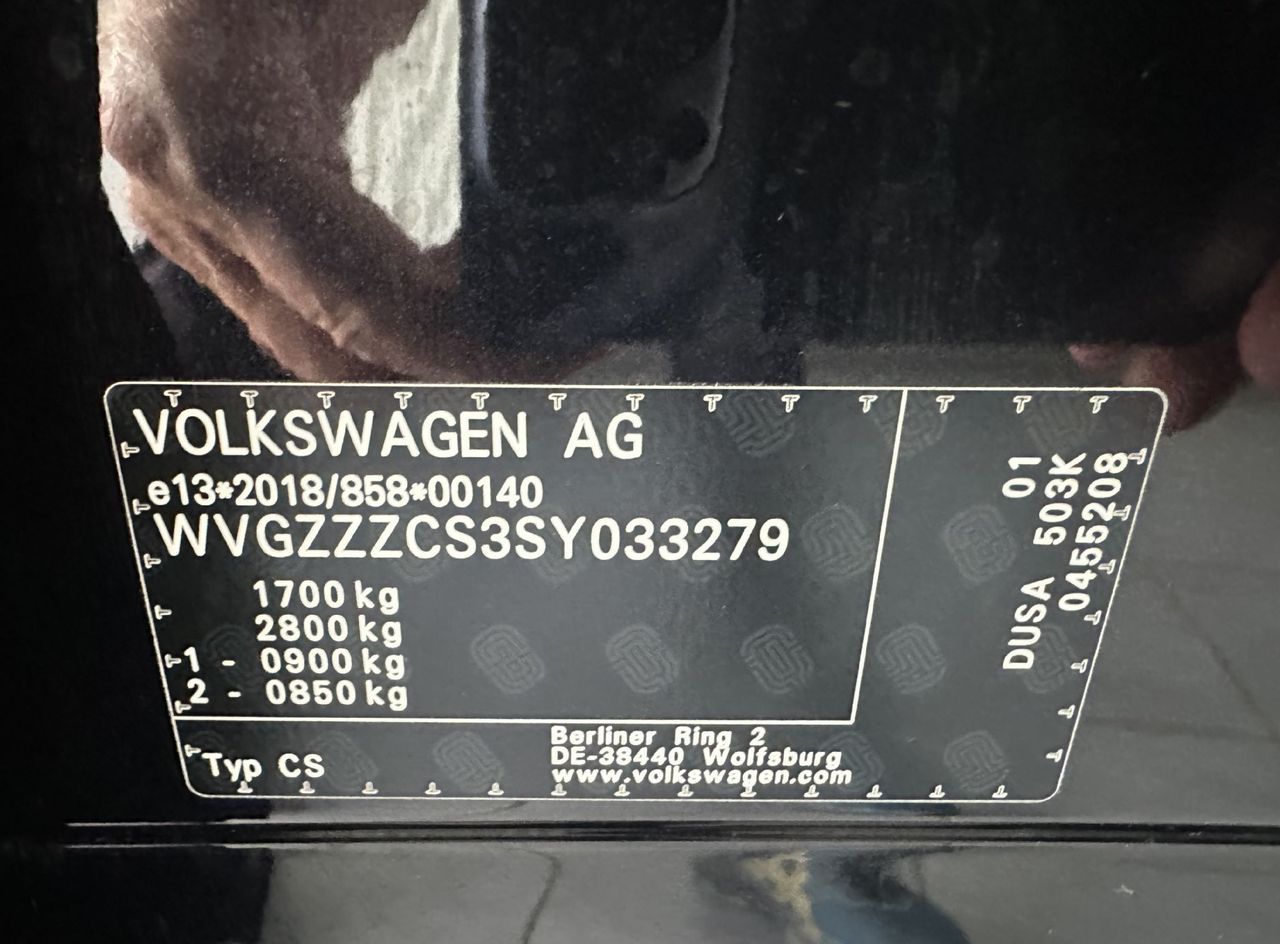 VOLKSWAGEN AG
e13*2018/858*00140
WVGZZZCS3SY033279
1700 kg
2800 kg
1 - 0900 kg
2 - 0850 kg
Typ CS
Berliner Ring 2
DE-38440 Wolfsburg
www.volkswagen.com
DUSA 503K 01
0455208